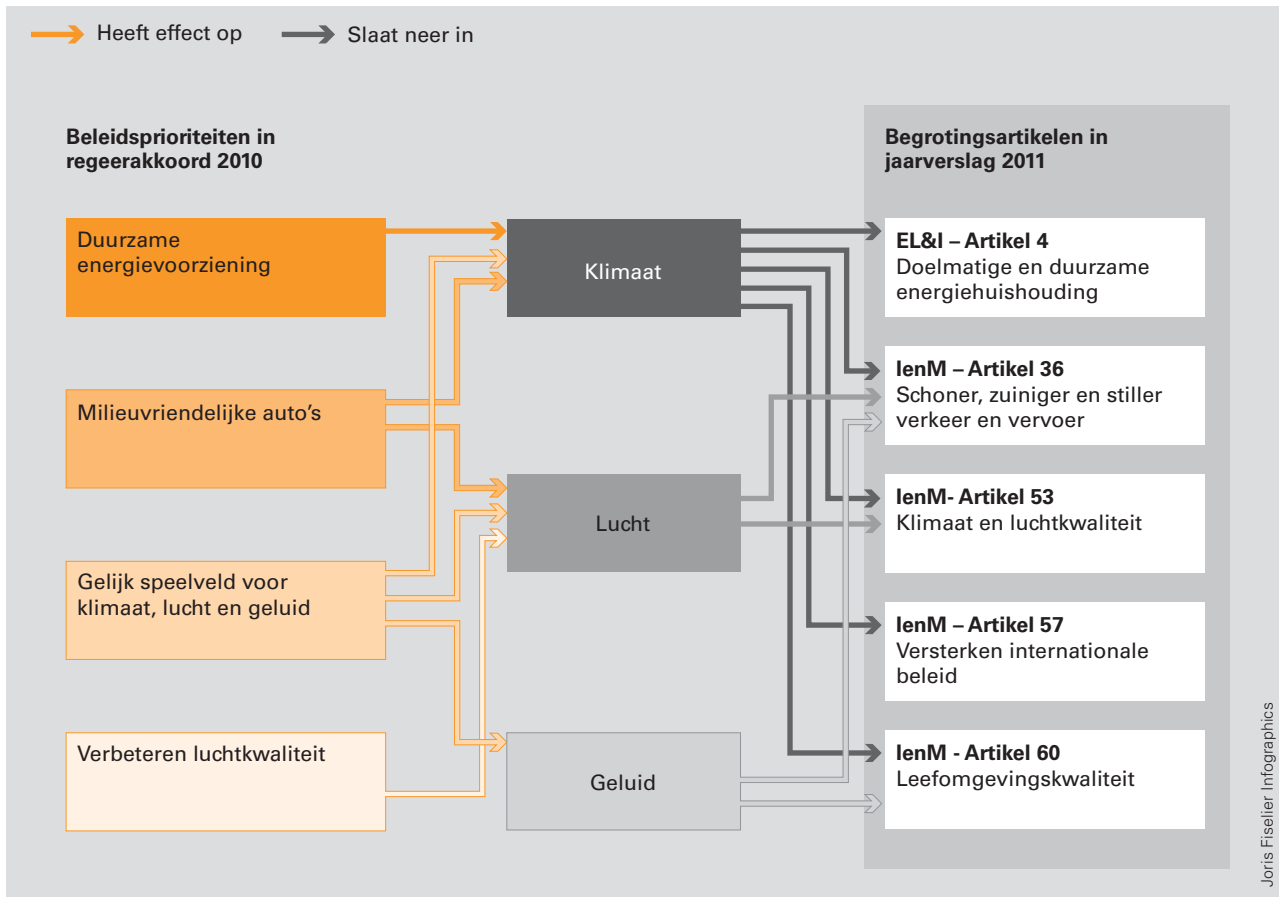 Heeft effect op
Slaat neer in
Beleidsprioriteiten in
regeerakkoord 2010
Duurzame
energievoorziening
Milieuvriendelijke auto's
Gelijk speelveld voor
klimaat, lucht en geluid
Verbeteren luchtkwaliteit
Klimaat
Lucht
Geluid
Begrotingsartikelen in
jaarverslag 2011
EL&I – Artikel 4
Doelmatige en duurzame
energiehuishouding
IenM – Artikel 36
Schoner, zuiniger en stiller
verkeer en vervoer
IenM- Artikel 53
Klimaat en luchtkwaliteit
IenM – Artikel 57
Versterken internationale
beleid
IenM - Artikel 60
Leefomgevingskwaliteit
Joris Fiselier Infographics